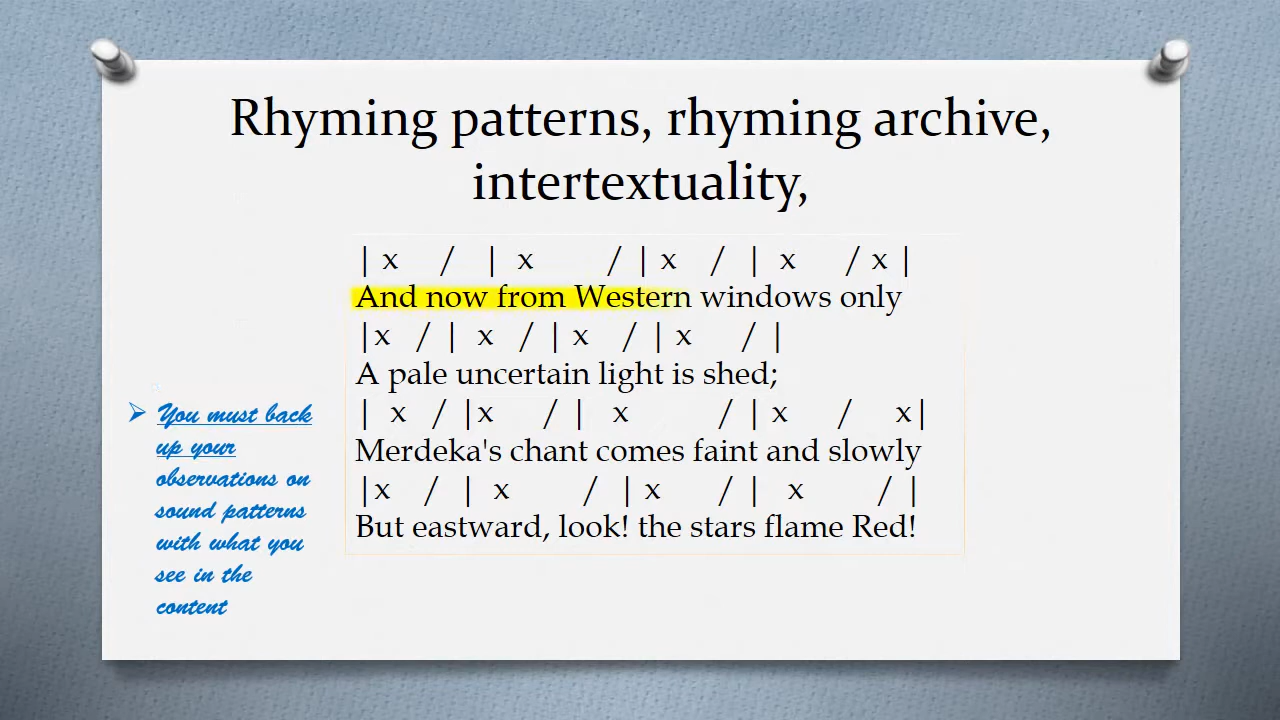 Rhyming patterns, rhyming archive,
intertextuality,
| x / | x / | x / | x / x |
And now from Western windows only
|x / | x / | x / | x / |
A pale uncertain light is shed;
| x / |x / | x / | x / x|
Merdeka's chant comes faint and slowly
|x / | x / | x / | x / |
But eastward, look! the stars flame Red!
➢ You must back
up your
observations on
sound patterns
with what you
see in the
content